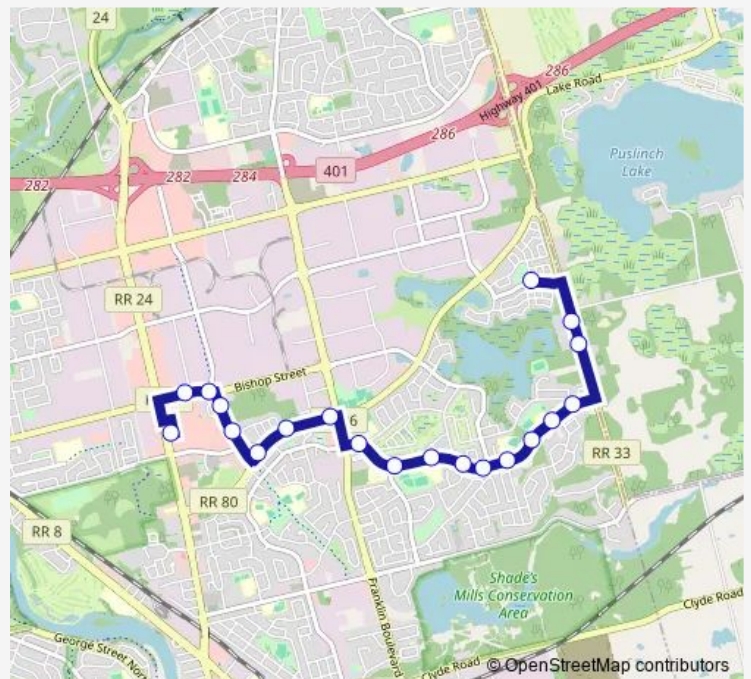 24
286
Lake Road
Highway 401
286
Puslinch
Lake
401
282
282
284
RR 24
Bishop Street
6
RR 33
RR 80
RR 8
Shade's
Mills Conservation
Area
Franklin Boulevard
Clyde Road
George Street Nor
Clyde Road
© OpenStreetMap contributors